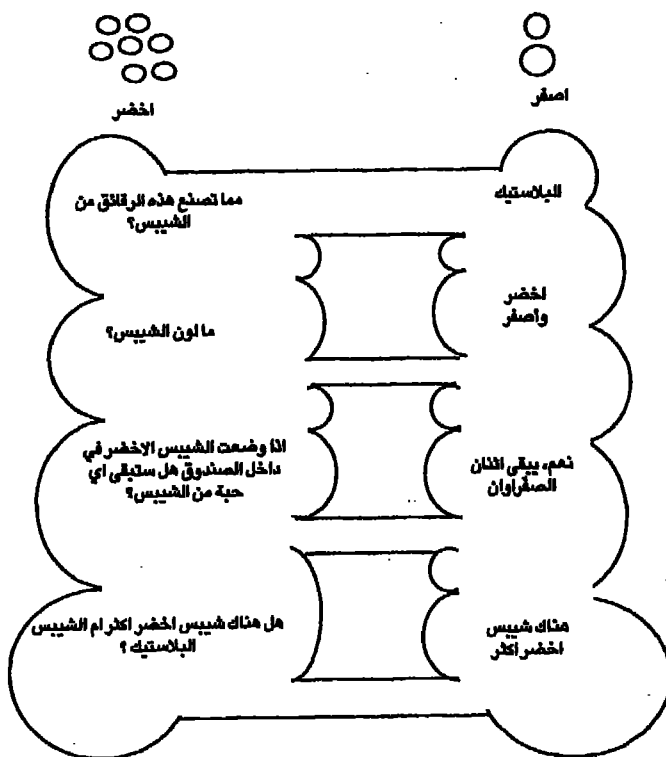 اخضر
اصفر
مما تصنع هذه الرقائق من
الشيبس؟
البلاستيك
ما لون الشيبس؟
اخضر
وأصفر
اذا وضعت الشيبس الاخضر في
داخل الصندوق هل ستبقى اي
حبة من الشيبس؟
نعم، يبقى اثنان
الصفراوان
هل هناك شيبس اخضر اكثر ام الشيبس
البلاستيك ؟
هناك شيبس
اخضر اكثر